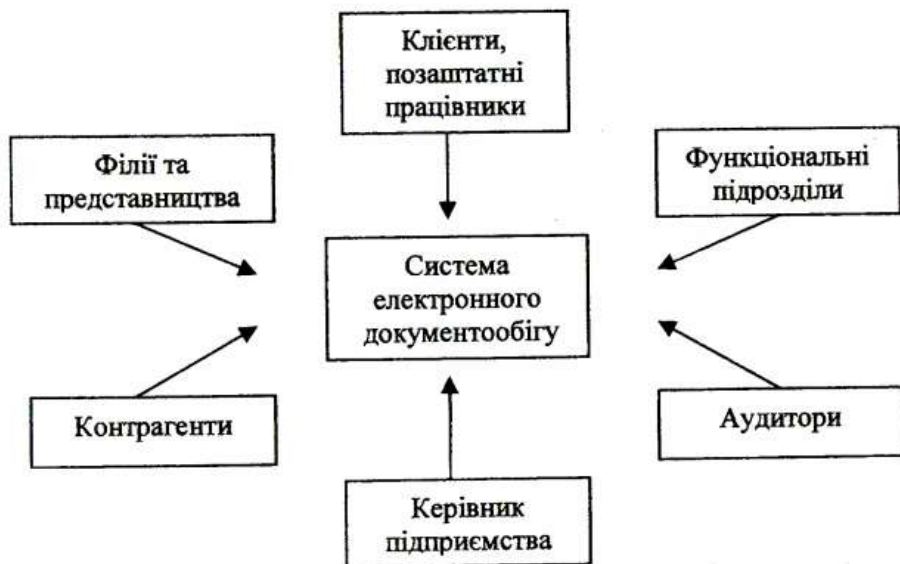 Клієнти,
позаштатні
працівники
Філії та
представництва
Функціональні
підрозділи
Система
електронного
документообігу
Контрагенти
Аудитори
Керівник
підприємства